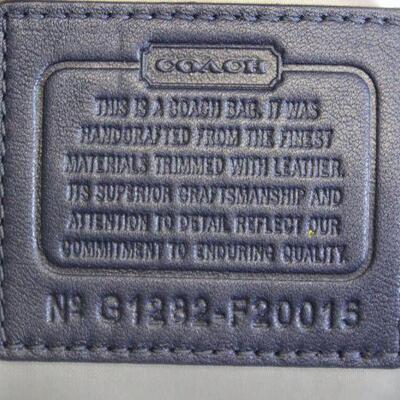 COACH
THIS IS A COACH BAG. IT WAS
HANDCRAFTED FROM THE FINEST
MATERIALS TRIMMED WITH LEATHER.
ITS SUPERIOR CRAFTSMANSHIP AND
ATTENTION TO DETAIL REFLECT OUR
COMMITMENT TO ENDURING QUALITY.
Nº G1282-F20015